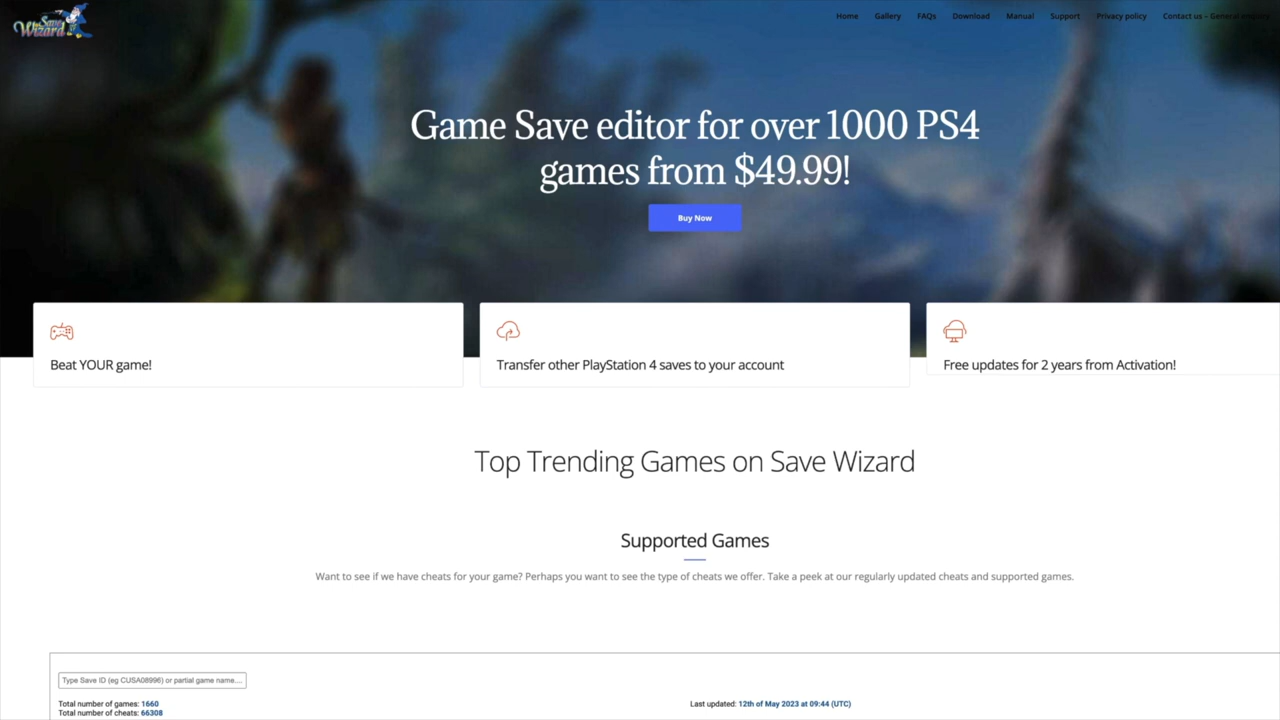 Save Wizard
Home Gallery FAQs Download Manual Support Privacy policy Contact us – General enquiry
Game Save editor for over 1000 PS4
games from $49.99!
Buy Now
Beat YOUR game!
Transfer other PlayStation 4 saves to your account
Free updates for 2 years from Activation!
Top Trending Games on Save Wizard
Supported Games
Want to see if we have cheats for your game? Perhaps you want to see the type of cheats we offer. Take a peek at our regularly updated cheats and supported games.
Type Save ID (eg CUSA08996) or partial game name....
Total number of games: 1660
Last updated: 12th of May 2023 at 09:44 (UTC)
Total number of cheats: 66308